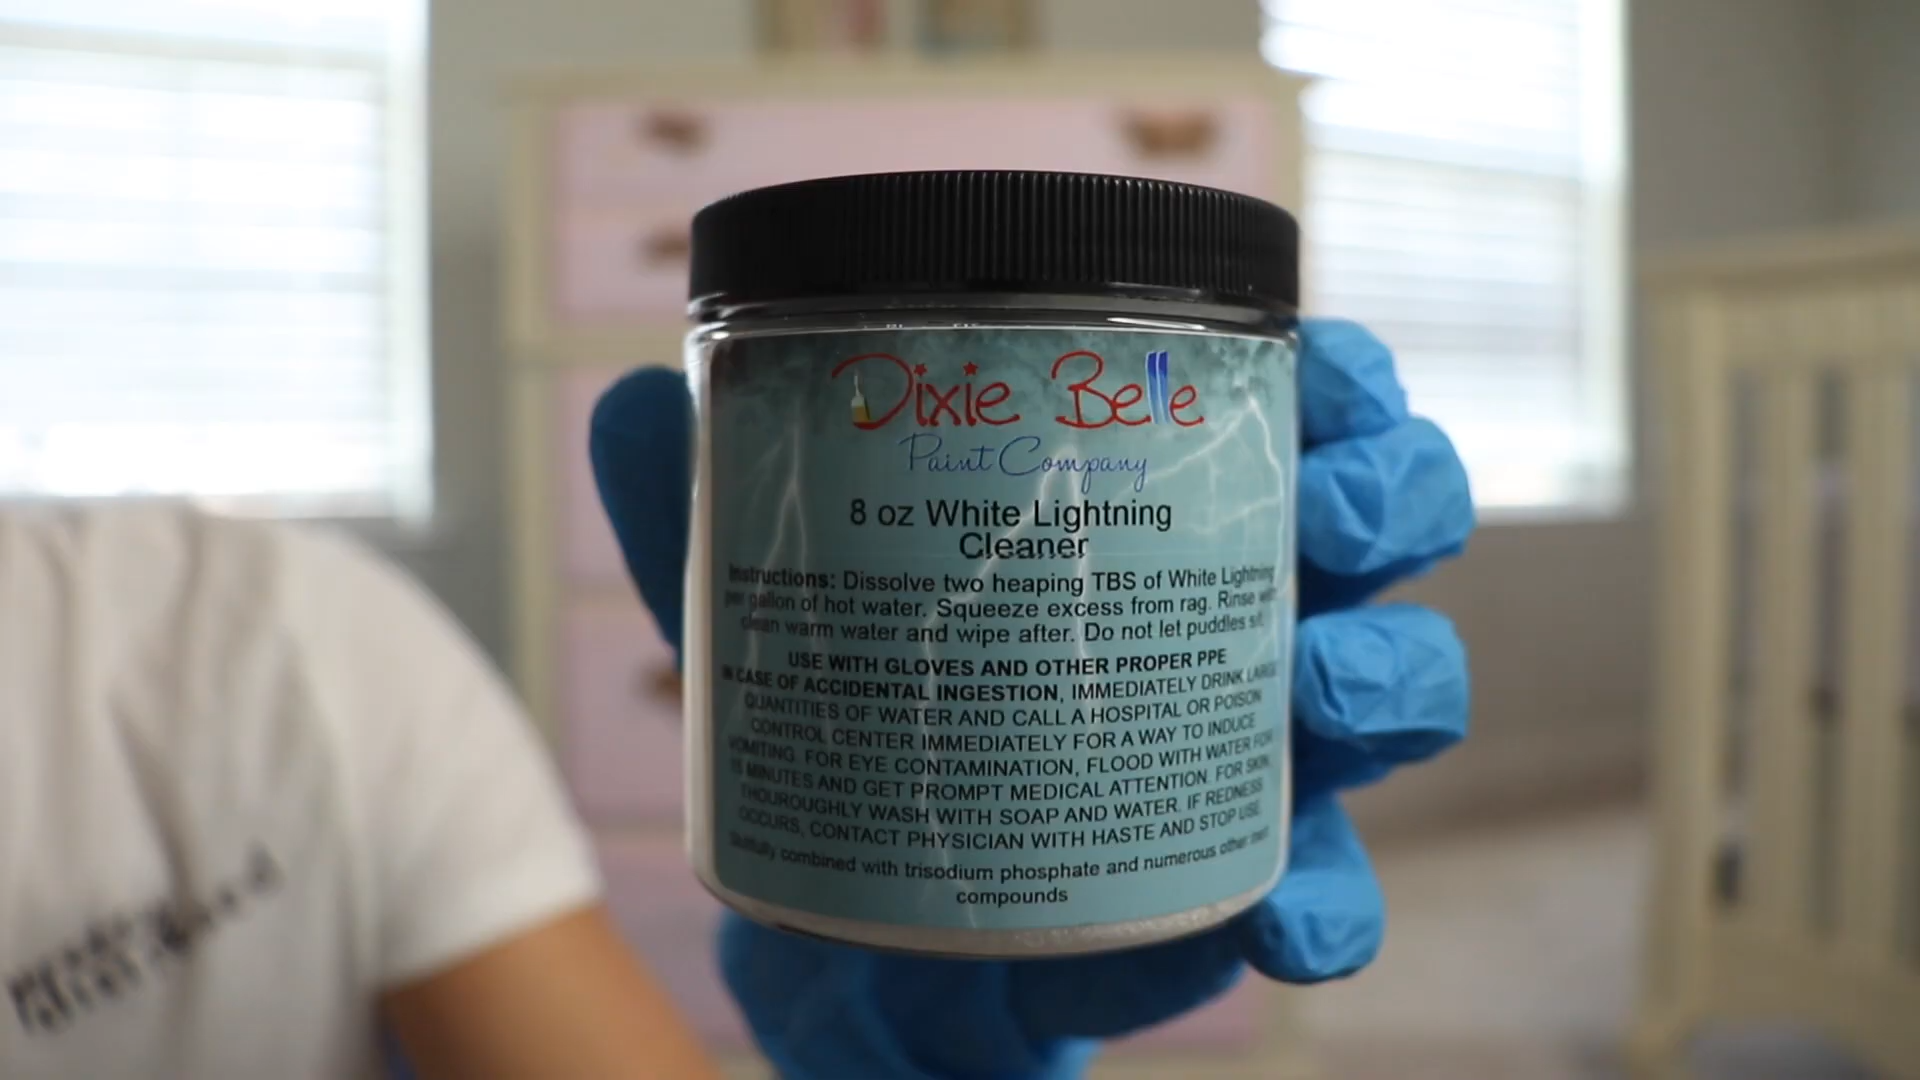 Dixie Belle
Paint Company
8 oz White Lightning
Cleaner
Instructions: Dissolve two heaping TBS of White Lightning
per gallon of hot water. Squeeze excess from rag. Rinse with
clean warm water and wipe after. Do not let puddles sit.
USE WITH GLOVES AND OTHER PROPER PPE
IN CASE OF ACCIDENTAL INGESTION, IMMEDIATELY DRINK LARGE
QUANTITIES OF WATER AND CALL A HOSPITAL OR POISON
CONTROL CENTER IMMEDIATELY FOR A WAY TO INDUCE
VOMITING. FOR EYE CONTAMINATION, FLOOD WITH WATER FOR
15 MINUTES AND GET PROMPT MEDICAL ATTENTION. FOR SKIN,
THOUROUGHLY WASH WITH SOAP AND WATER. IF REDNESS
OCCURS, CONTACT PHYSICIAN WITH HASTE AND STOP USE.
Skillfully combined with trisodium phosphate and numerous other
compounds